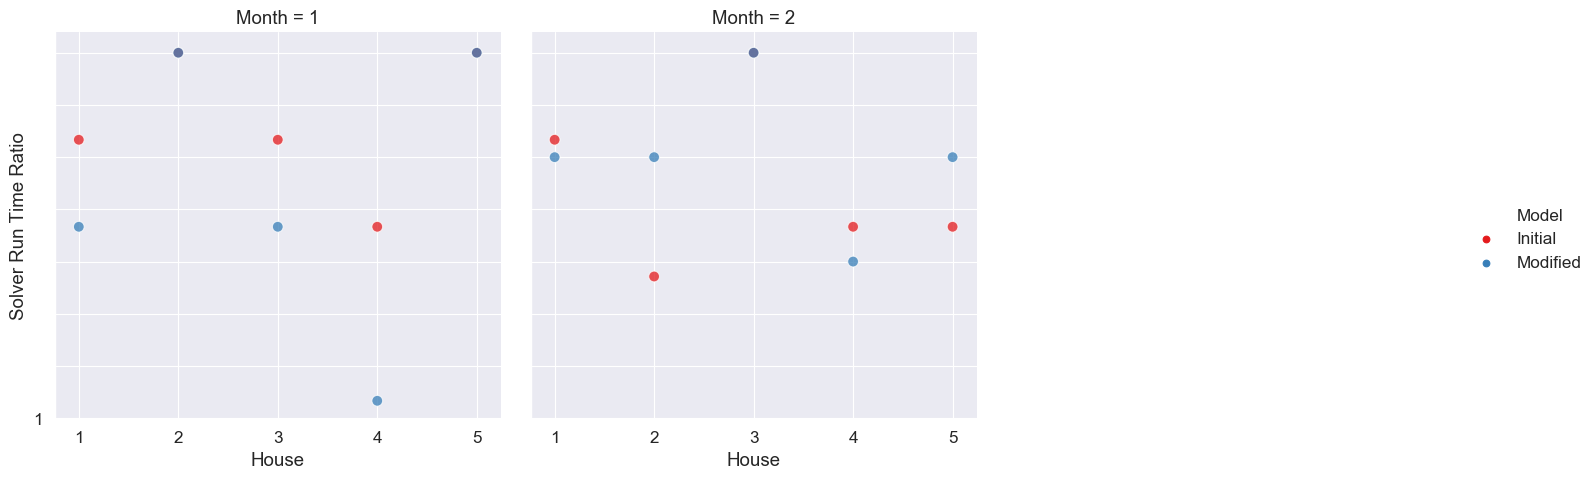 Month = 1
Month = 2
Solver Run Time Ratio
1
1 2 3 4 5
1 2 3 4 5
House
House
Model
Initial
Modified